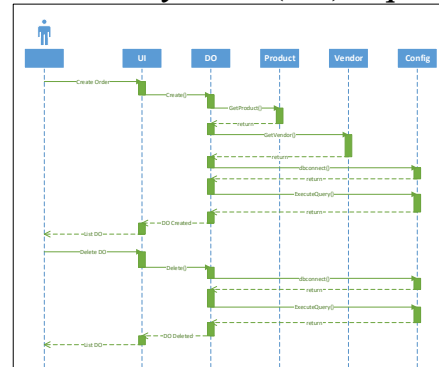 UI DO Product Vendor Config
Create Order
Create()
GetProduct()
return
GetVendor()
return
dbconnect()
return
ExecuteQuery()
return
DO Created
List DO
Delete DO
Delete()
dbconnect()
return
ExecuteQuery()
return
DO Deleted
List DO